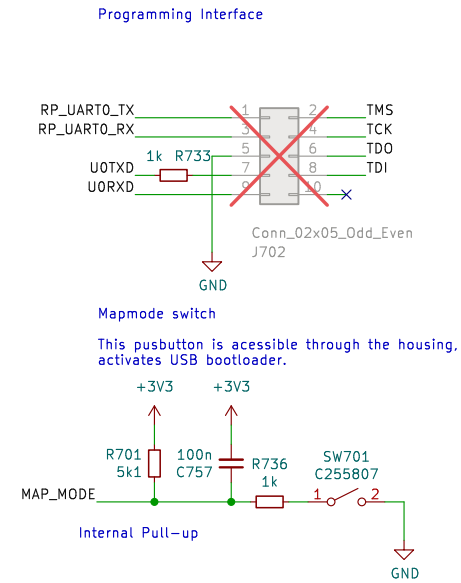 Programming Interface
RP_UART0_TX 1 2 TMS
RP_UART0_RX 3 4 TCK
5 6 TDO
1k R733
U0TXD 7 8 TDI
U0RXD 9 10
Conn_02x05_Odd_Even
J702
GND
Mapmode switch
This pusbutton is acessible through the housing,
activates USB bootloader.
+3V3 +3V3
R701 100n
5k1 C757
R736
1k
SW701
C255807
MAP_MODE 1 2
Internal Pull-up
GND